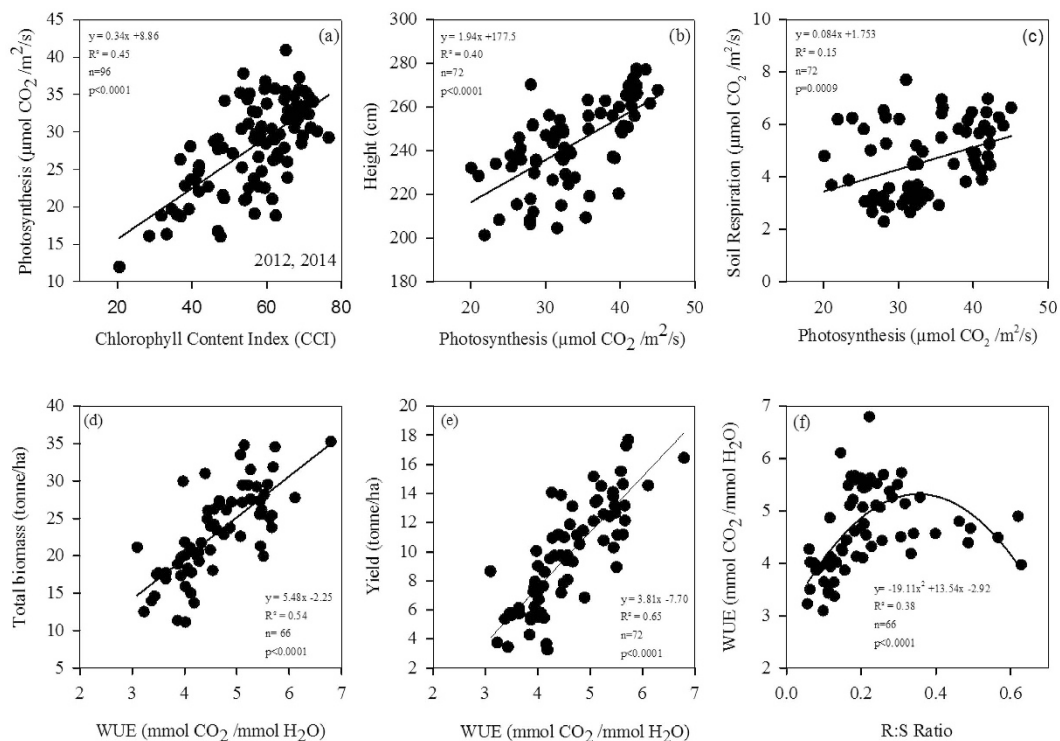 (a)
y = 0.34x +8.86
R² = 0.45
n=96
p<0.0001
2012, 2014
45
40
35
30
25
20
15
10
20
30
40
50
60
70
80
Photosynthesis (µmol CO₂ /m²/s)
Chlorophyll Content Index (CCI)
(b)
y = 1.94x +177.5
R² = 0.40
n=72
p<0.0001
300
280
260
240
220
200
180
20
30
40
50
Height (cm)
Photosynthesis (µmol CO₂ /m²/s)
(c)
y = 0.084x +1.753
R² = 0.15
n=72
p=0.0009
10
8
6
4
2
0
20
30
40
50
Soil Respiration (µmol CO₂ /m²/s)
Photosynthesis (µmol CO₂ /m²/s)
(d)
y = 5.48x -2.25
R² = 0.54
n= 66
p<0.0001
40
35
30
25
20
15
10
5
2
3
4
5
6
7
Total biomass (tonne/ha)
WUE (mmol CO₂ /mmol H₂O)
(e)
y = 3.81x -7.70
R² = 0.65
n=72
p<0.0001
20
18
16
14
12
10
8
6
4
2
2
3
4
5
6
7
Yield (tonne/ha)
WUE (mmol CO₂ /mmol H₂O)
(f)
y= -19.11x² +13.54x -2.92
R² = 0.38
n=66
p<0.0001
7
6
5
4
3
2
0.0
0.2
0.4
0.6
WUE (mmol CO₂ /mmol H₂O)
R:S Ratio